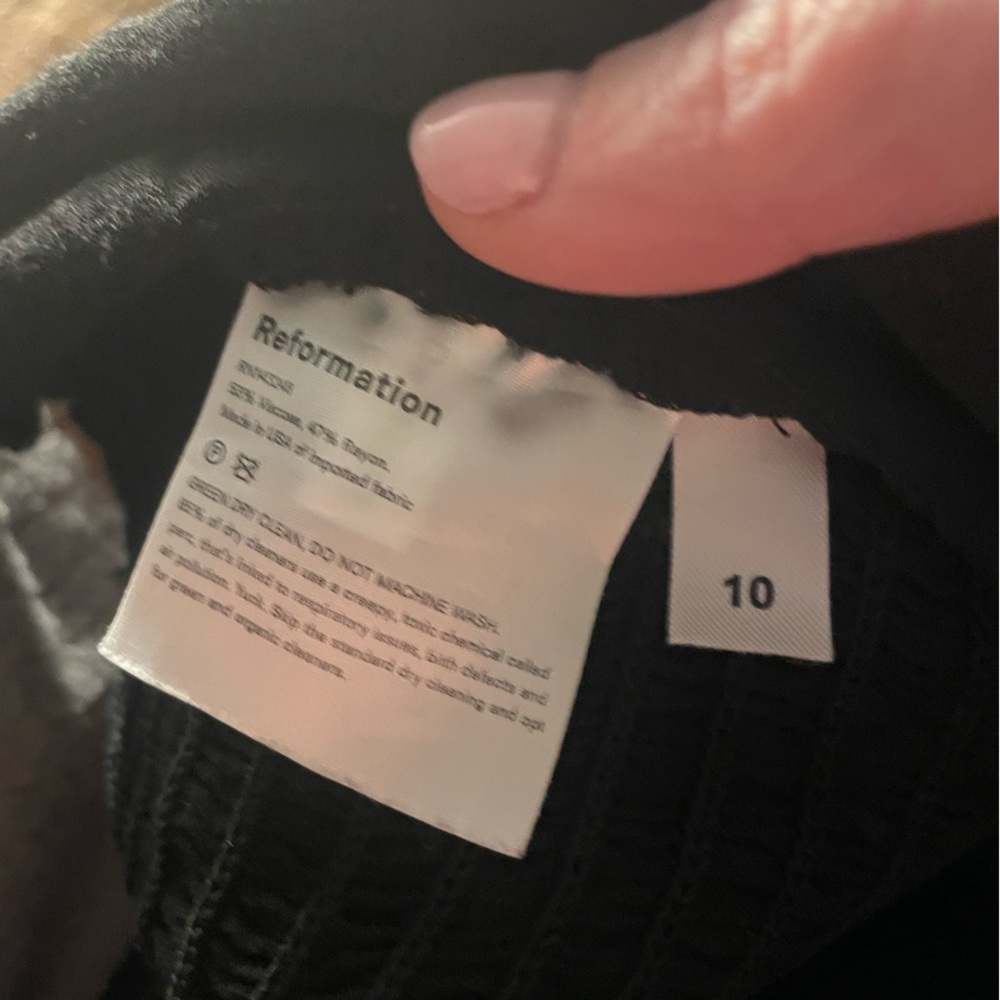 Reformation
53% Viscose, 47% Rayon.
Made in USA of imported fabric
P
GREEN DRY CLEAN, DO NOT MACHINE WASH.
85% of dry cleaners use a creepy, toxic chemical called
perc, that's linked to respiratory issues, birth defects and
air pollution. Yuck. Skip the standard dry cleaning and opt
for green and organic cleaners.
10